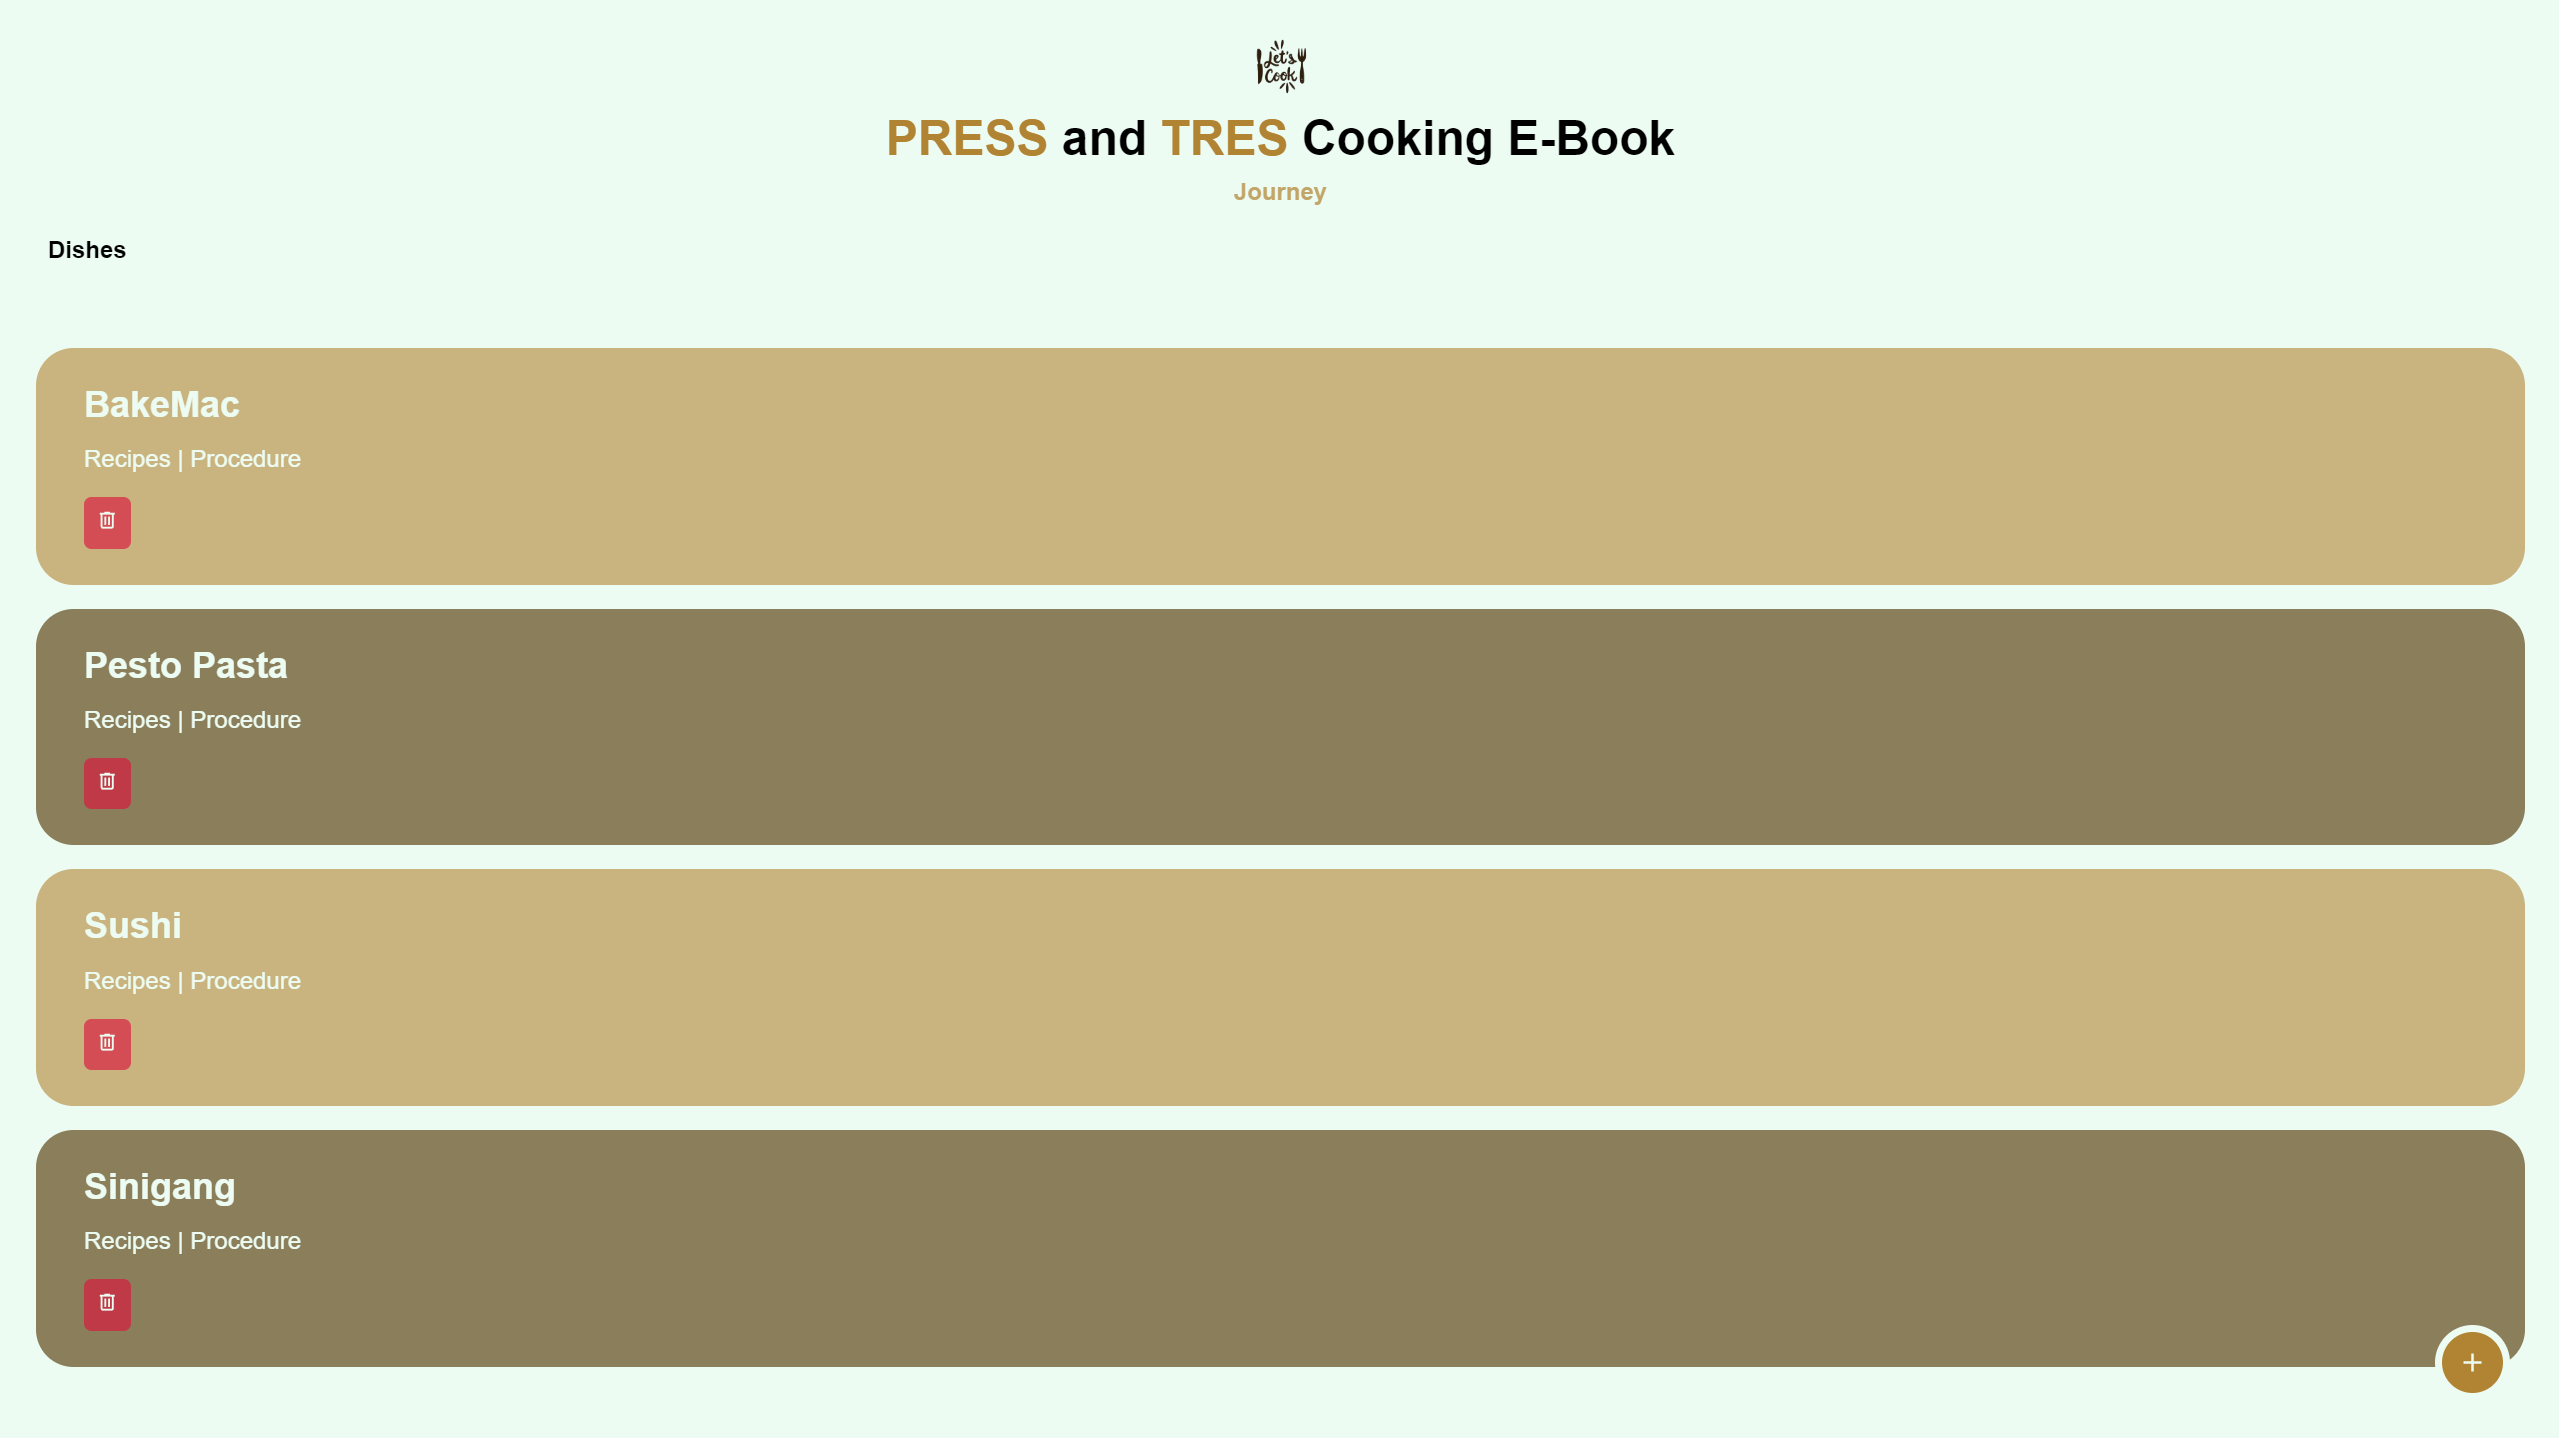 Let's
Cook
PRESS and TRES Cooking E-Book
Journey
Dishes
BakeMac
Recipes | Procedure
Pesto Pasta
Recipes | Procedure
Sushi
Recipes | Procedure
Sinigang
Recipes | Procedure